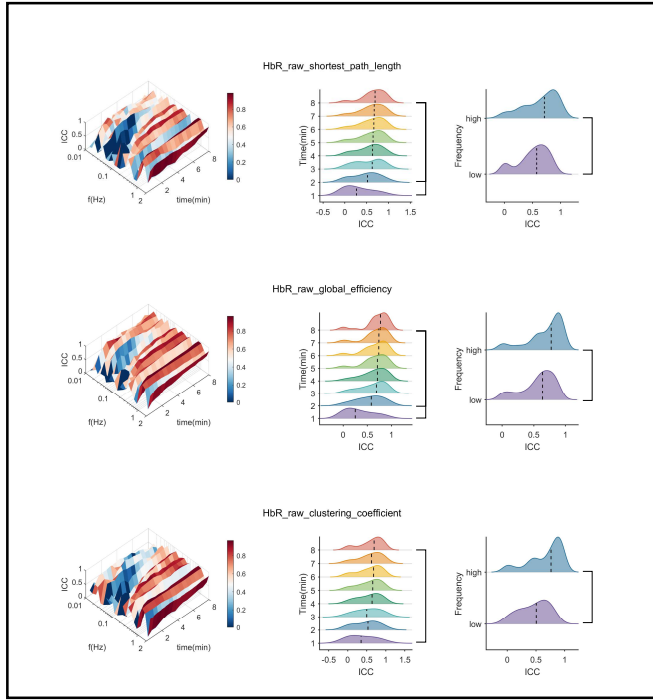 HbR_raw_shortest_path_length
ICC
1
0.5
0
0.01
0.1
1
2
f(Hz)
2
4
6
8
time(min)
0.8
0.6
0.4
0.2
0
Time(min)
8
7
6
5
4
3
2
1
-0.5 0 0.5 1 1.5
ICC
Frequency
high
low
0 0.5 1
ICC
HbR_raw_global_efficiency
ICC
1
0.5
0
0.01
0.1
1
2
f(Hz)
2
4
6
8
time(min)
0.8
0.6
0.4
0.2
0
Time(min)
8
7
6
5
4
3
2
1
0 0.5 1
ICC
Frequency
high
low
0 0.5 1
ICC
HbR_raw_clustering_coefficient
ICC
1
0.5
0
0.01
0.1
1
2
f(Hz)
2
4
6
8
time(min)
0.8
0.6
0.4
0.2
0
Time(min)
8
7
6
5
4
3
2
1
-0.5 0 0.5 1 1.5
ICC
Frequency
high
low
0 0.5 1
ICC